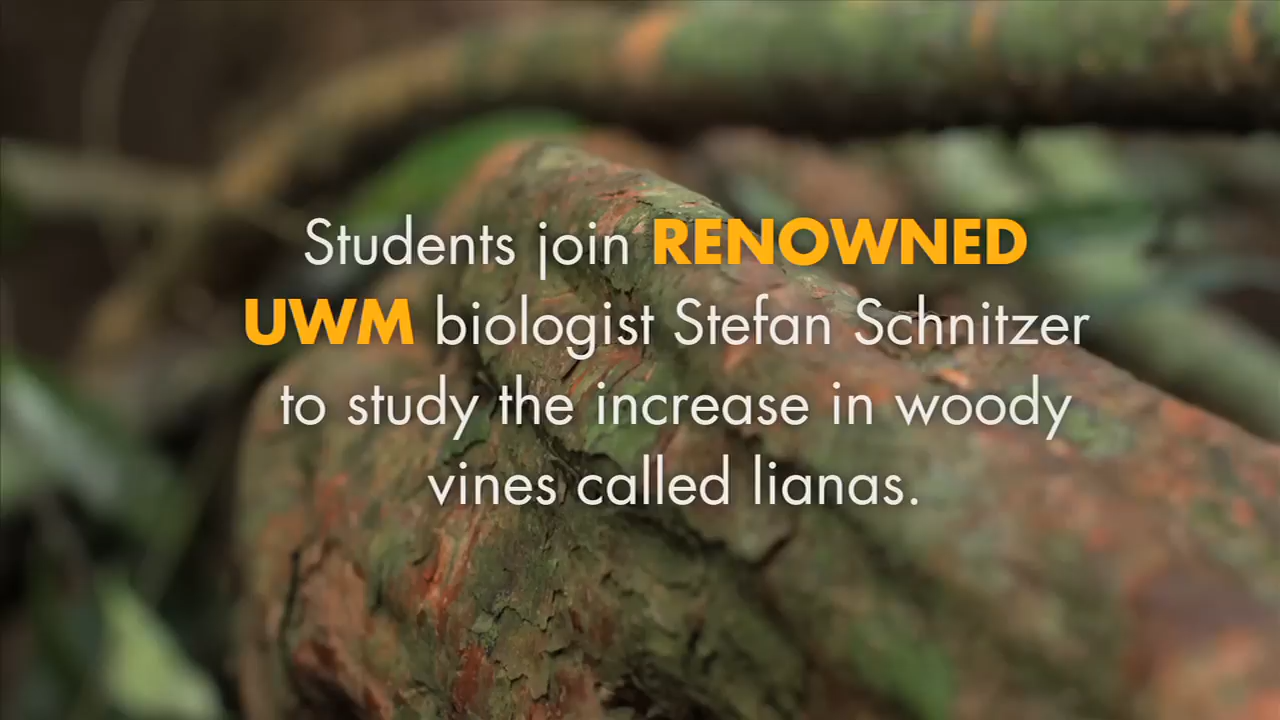 Students join RENOWNED
UWM biologist Stefan Schnitzer
to study the increase in woody
vines called lianas.